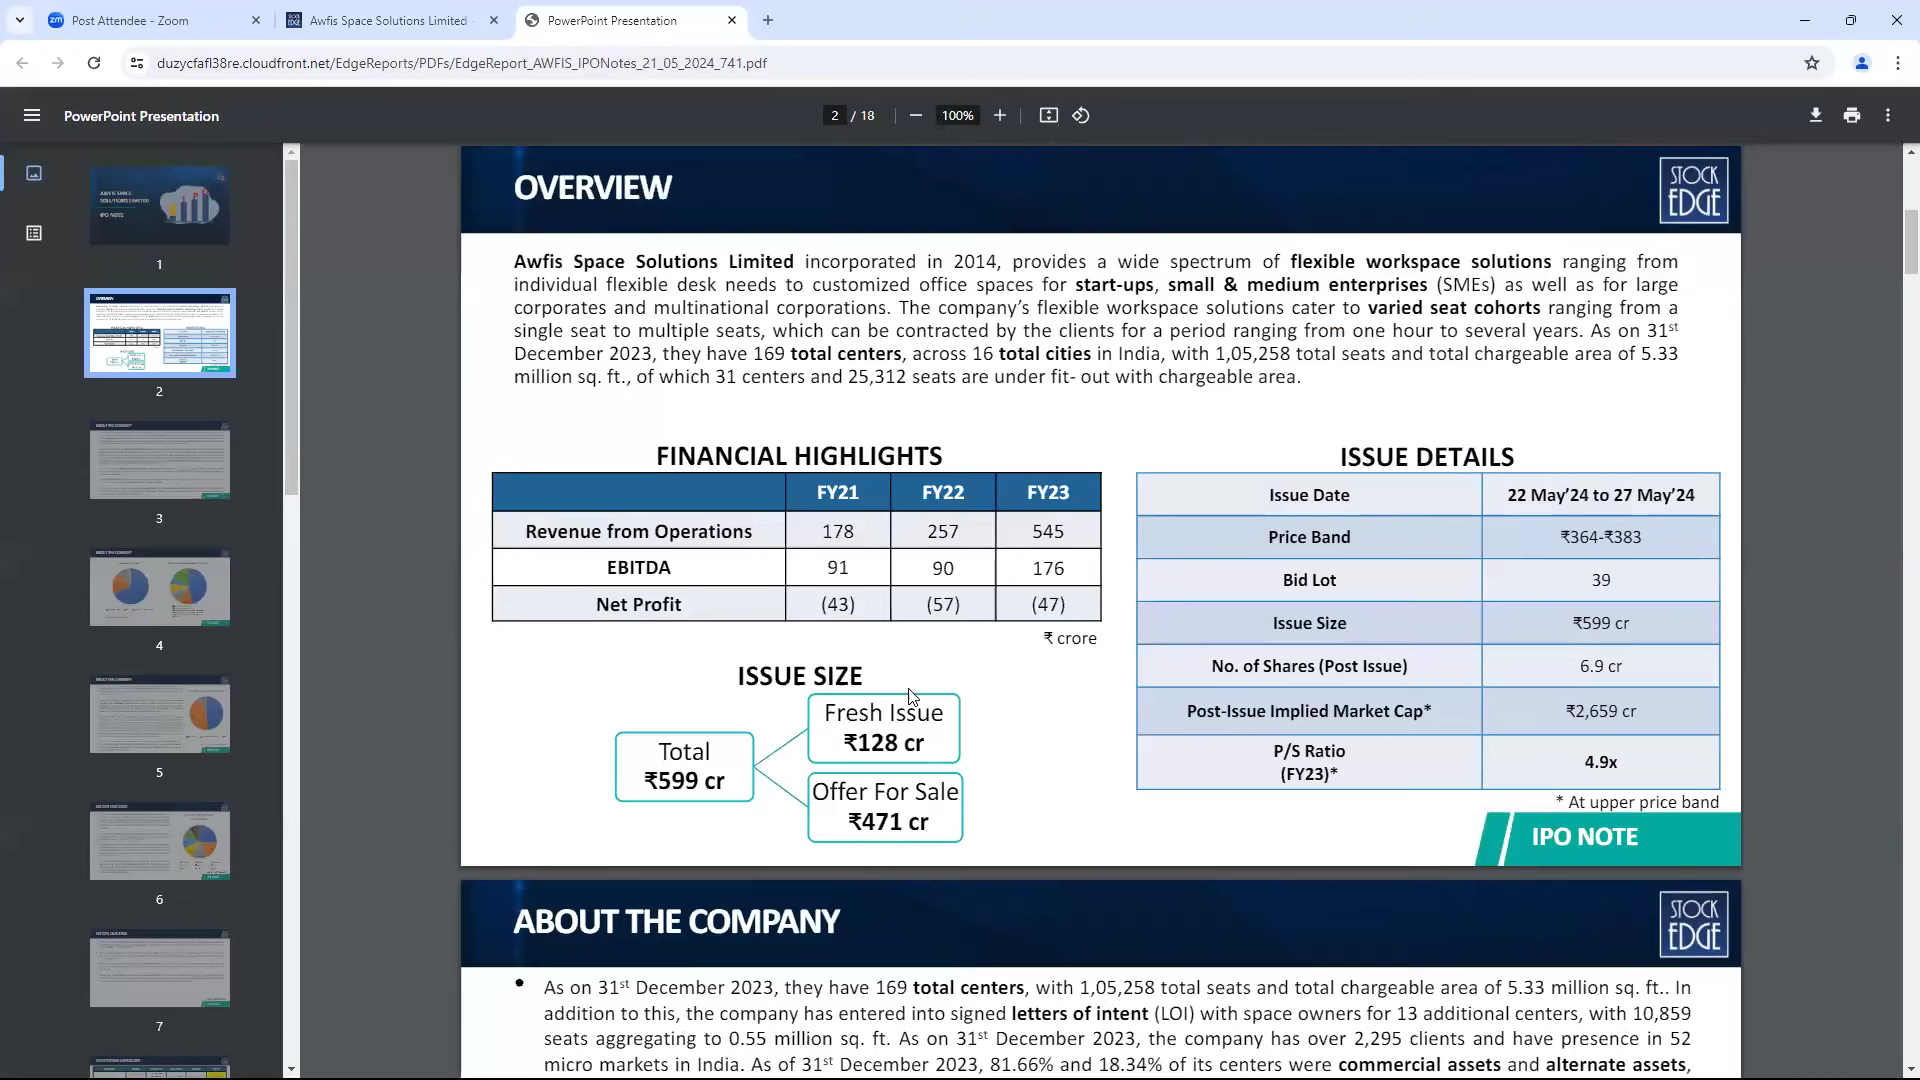 Post Attendee - Zoom
Awfis Space Solutions Limited
PowerPoint Presentation
duzycfafl38re.cloudfront.net/EdgeReports/PDFs/EdgeReport_AWFIS_IPONotes_21_05_2024_741.pdf
PowerPoint Presentation
2 / 18
100%
1
2
3
4
5
6
7
OVERVIEW
STOCK
EDGE
Awfis Space Solutions Limited incorporated in 2014, provides a wide spectrum of flexible workspace solutions ranging from
individual flexible desk needs to customized office spaces for start-ups, small & medium enterprises (SMEs) as well as for large
corporates and multinational corporations. The company's flexible workspace solutions cater to varied seat cohorts ranging from a
single seat to multiple seats, which can be contracted by the clients for a period ranging from one hour to several years. As on 31st
December 2023, they have 169 total centers, across 16 total cities in India, with 1,05,258 total seats and total chargeable area of 5.33
million sq. ft., of which 31 centers and 25,312 seats are under fit- out with chargeable area.
FINANCIAL HIGHLIGHTS
FY21 FY22 FY23
Revenue from Operations 178 257 545
EBITDA 91 90 176
Net Profit (43) (57) (47)
₹ crore
ISSUE SIZE
Total
₹599 cr
Fresh Issue
₹128 cr
Offer For Sale
₹471 cr
ISSUE DETAILS
Issue Date 22 May'24 to 27 May'24
Price Band ₹364-₹383
Bid Lot 39
Issue Size ₹599 cr
No. of Shares (Post Issue) 6.9 cr
Post-Issue Implied Market Cap* ₹2,659 cr
P/S Ratio
(FY23)* 4.9x
* At upper price band
IPO NOTE
ABOUT THE COMPANY
STOCK
EDGE
• As on 31st December 2023, they have 169 total centers, with 1,05,258 total seats and total chargeable area of 5.33 million sq. ft.. In
addition to this, the company has entered into signed letters of intent (LOI) with space owners for 13 additional centers, with 10,859
seats aggregating to 0.55 million sq. ft. As on 31st December 2023, the company has over 2,295 clients and have presence in 52
micro markets in India. As of 31st December 2023, 81.66% and 18.34% of its centers were commercial assets and alternate assets,